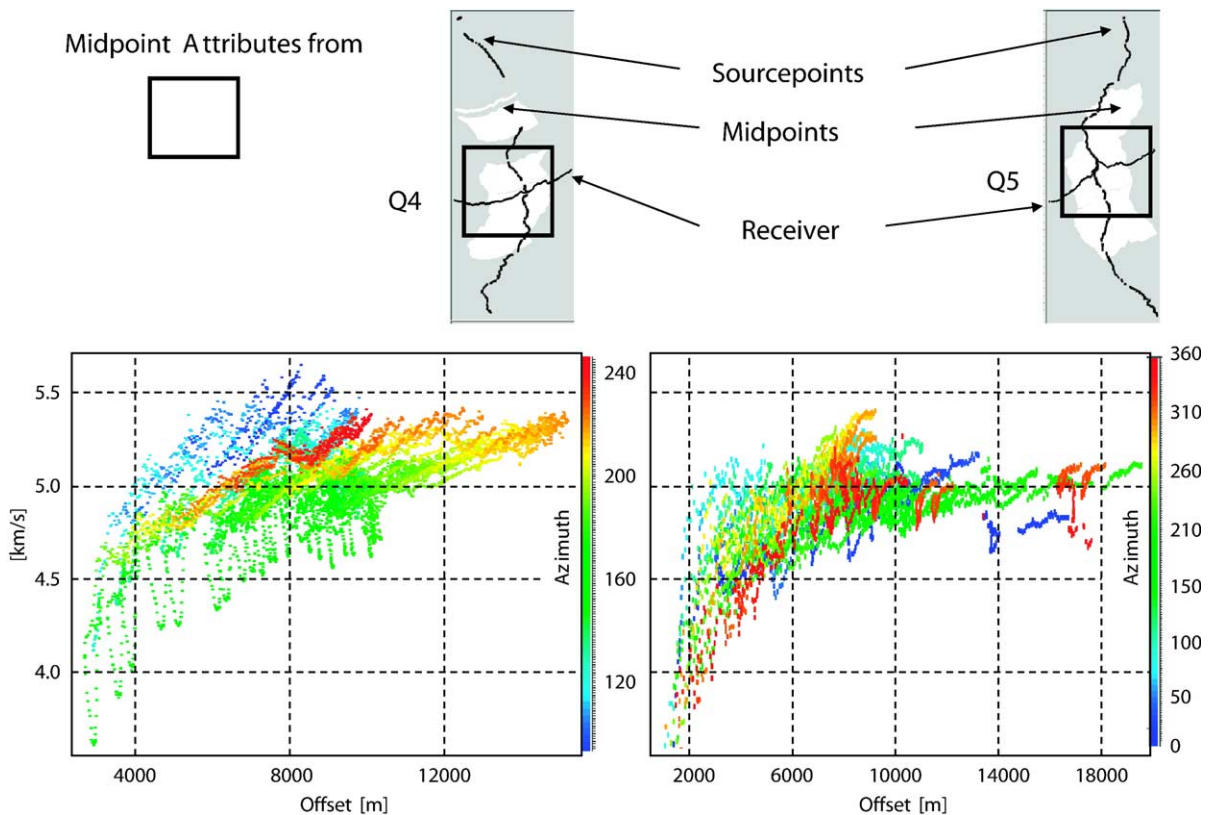 Midpoint Attributes from
Sourcepoints
Midpoints
Receiver
Q4
Q5
5.5
5.0
4.5
4.0
[km/s]
4000
8000
12000
Offset [m]
240
200
160
120
Azimuth
2000
6000
10000
14000
18000
Offset [m]
360
310
260
210
150
100
50
0
Azimuth